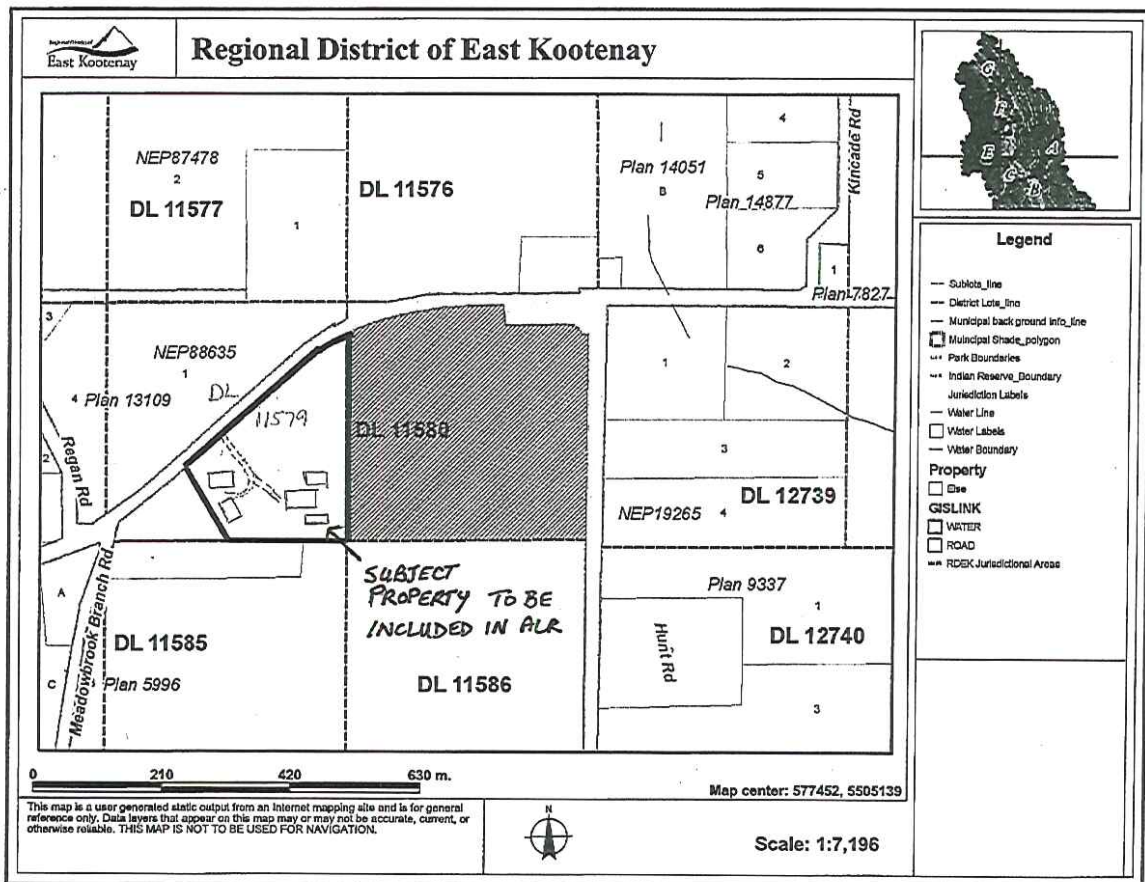 Regional District of
East Kootenay
Regional District of East Kootenay
G
F
E
A
C
B
NEP87478
2
DL 11577
1
DL 11576
Plan 14051
B
4
5
Plan 14877
6
Kincade Rd
1
Plan 7827
3
NEP88635
1
4 Plan 13109
DL
11579
DL 11580
1
2
Regan Rd
2
3
DL 12739
NEP19265 4
SUBJECT
PROPERTY TO BE
INCLUDED IN ALR
A
Meadowbrook Branch Rd
DL 11585
C
Plan 5996
DL 11586
Plan 9337
1
DL 12740
Hunt Rd
3
Legend
Sublots_line
District Lots_line
Municipal back ground info_line
Municipal Shade_polygon
Park Boundaries
Indian Reserve_Boundary
Jurisdiction Labels
Water Line
Water Labels
Water Boundary
Property
Else
GISLINK
WATER
ROAD
RDEK Jurisdictional Areas
0 210 420 630 m.
Map center: 577452, 5505139
This map is a user generated static output from an Internet mapping site and is for general
reference only. Data layers that appear on this map may or may not be accurate, current, or
otherwise reliable. THIS MAP IS NOT TO BE USED FOR NAVIGATION.
N
Scale: 1:7,196